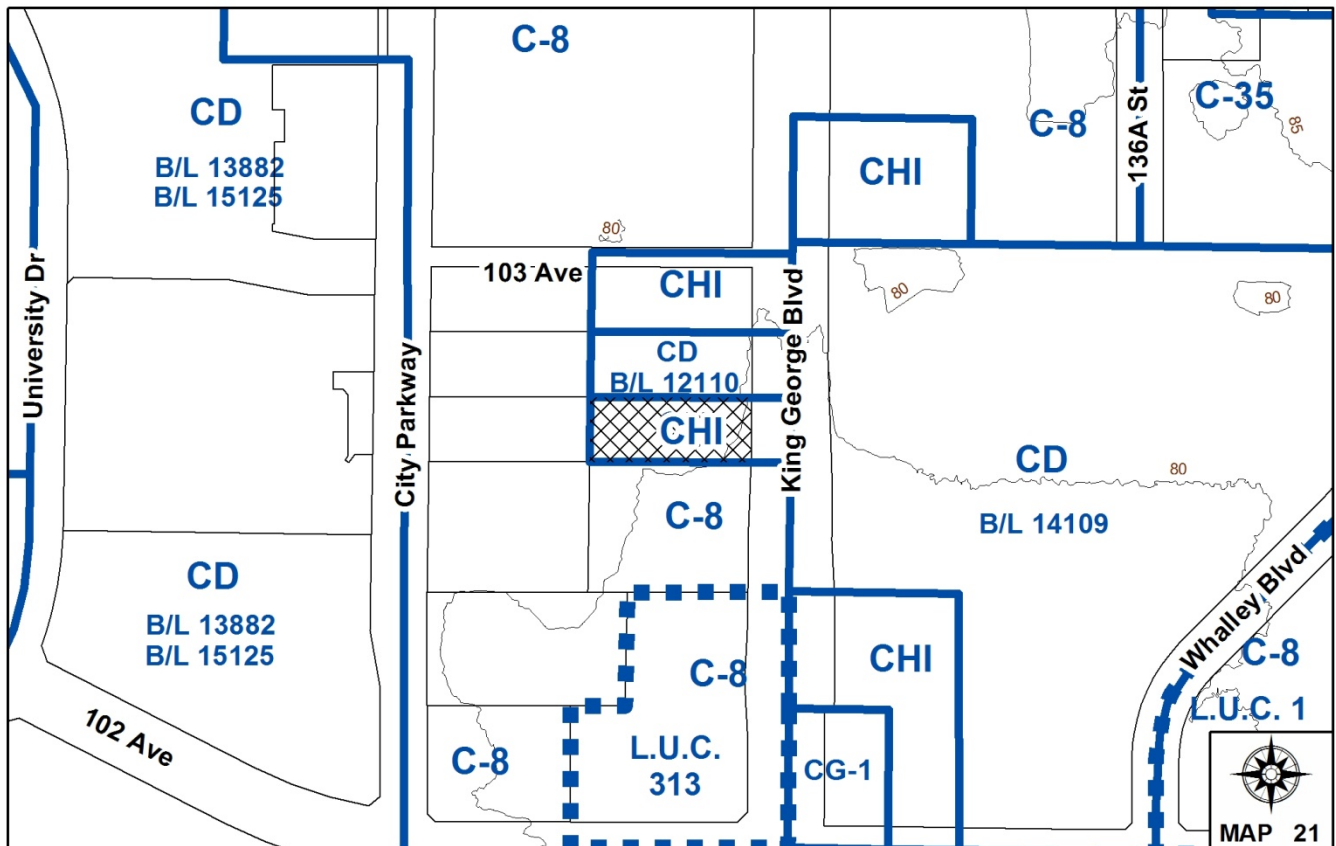 C-8
CD
B/L 13882
B/L 15125
C-35
C-8
85
136A St
CHI
80
University Dr
103 Ave
CHI
King George Blvd
80
80
City Parkway
CD
B/L 12110
CHI
CD
80
C-8
B/L 14109
CD
B/L 13882
B/L 15125
Whalley Blvd
C-8
CHI
C-8
L.U.C. 1
102 Ave
C-8
L.U.C.
313
CG-1
MAP 21